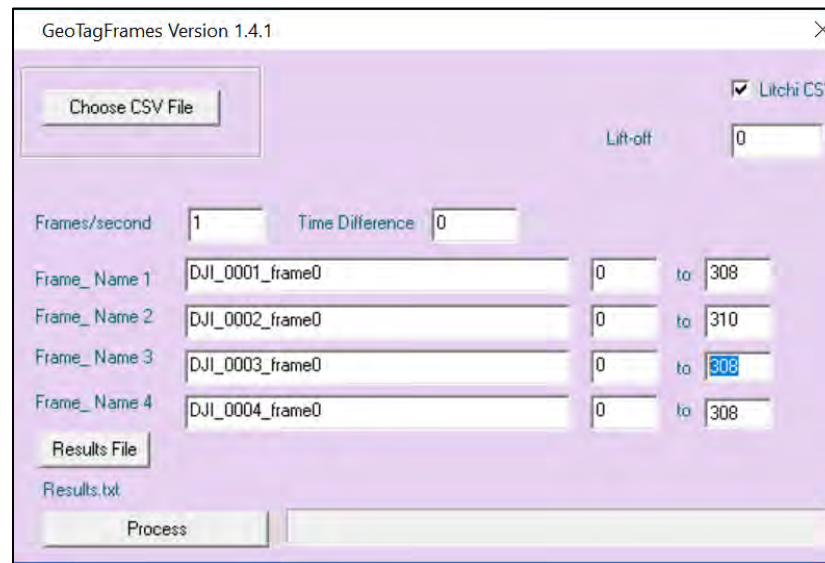 GeoTagFrames Version 1.4.1
Choose CSV File
Litchi CS
Lift-off 0
Frames/second 1 Time Difference 0
Frame_ Name 1 DJI_0001_frame0 0 to 308
Frame_ Name 2 DJI_0002_frame0 0 to 310
Frame_ Name 3 DJI_0003_frame0 0 to 308
Frame_ Name 4 DJI_0004_frame0 0 to 308
Results File
Results.txt
Process